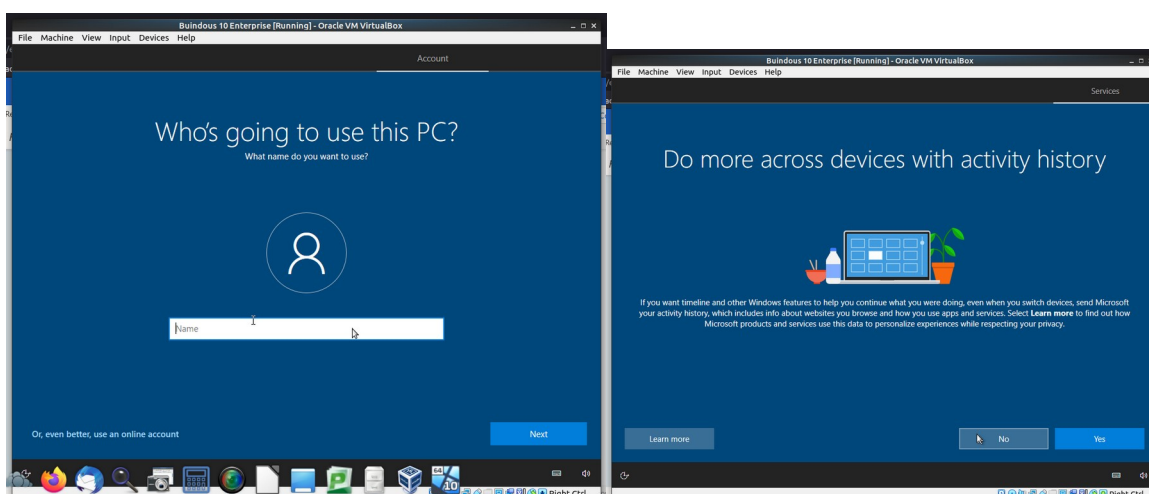 Buindous 10 Enterprise [Running] - Oracle VM VirtualBox
File Machine View Input Devices Help
Account
Who's going to use this PC?
What name do you want to use?
Name
Or, even better, use an online account
Next
64
10
Right Ctrl
Buindous 10 Enterprise [Running] - Oracle VM VirtualBox
File Machine View Input Devices Help
Services
Do more across devices with activity history
If you want timeline and other Windows features to help you continue what you were doing, even when you switch devices, send Microsoft
your activity history, which includes info about websites you browse and how you use apps and services. Select Learn more to find out how
Microsoft products and services use this data to personalize experiences while respecting your privacy.
Learn more
No
Yes
Right Ctrl